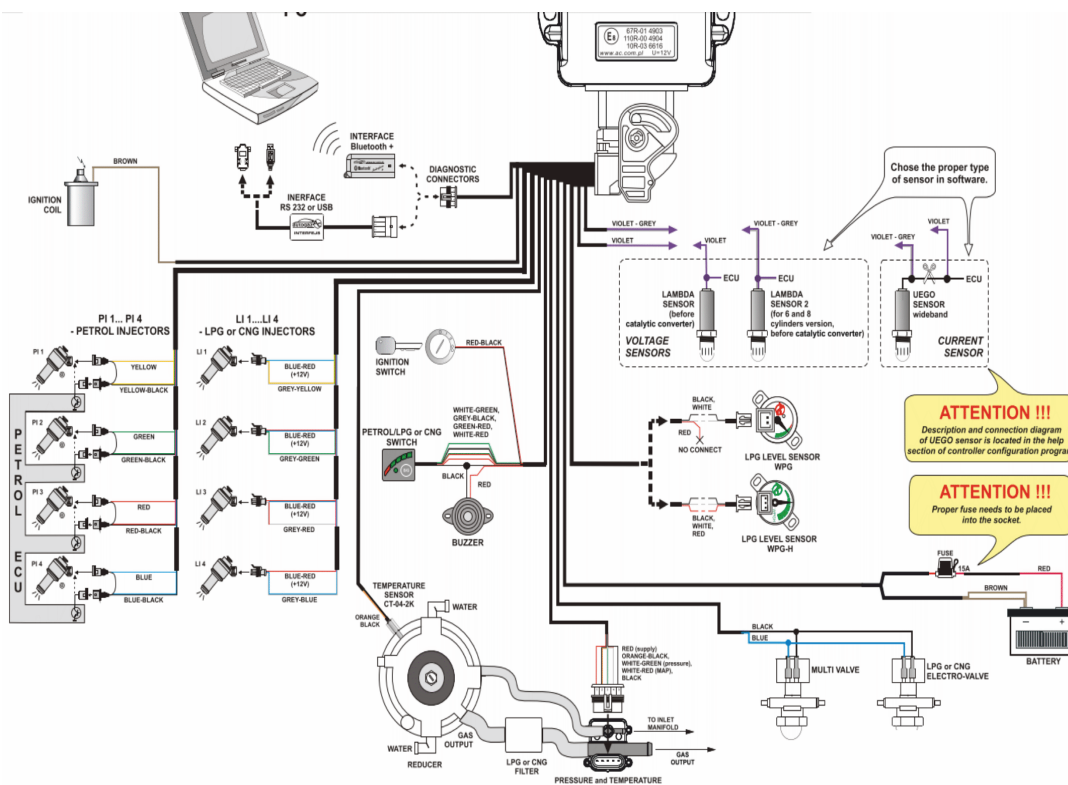 67R-01 4903
E8
110R-00 4904
10R-03 6616
www.ac.com.pl U=12V
INTERFACE
Bluetooth +
BROWN
DIAGNOSTIC
CONNECTORS
IGNITION
COIL
INERFACE
RS 232 or USB
INTERFEJS
Chose the proper type
of sensor in software.
VIOLET - GREY
VIOLET
VIOLET
VIOLET - GREY
VIOLET
VIOLET - GREY
ECU
ECU
ECU
LAMBDA
SENSOR
(before
catalytic converter)
LAMBDA
SENSOR 2
(for 6 and 8
cylinders version,
before catalytic converter)
UEGO
SENSOR
wideband
VOLTAGE
SENSORS
CURRENT
SENSOR
PI 1... PI 4
- PETROL INJECTORS
LI 1....LI 4
- LPG or CNG INJECTORS
PI 1
YELLOW
YELLOW-BLACK
LI 1
BLUE-RED
(+12V)
GREY-YELLOW
PI 2
GREEN
GREEN-BLACK
LI 2
BLUE-RED
(+12V)
GREY-GREEN
PI 3
RED
RED-BLACK
LI 3
BLUE-RED
(+12V)
GREY-RED
PI 4
BLUE
BLUE-BLACK
LI 4
BLUE-RED
(+12V)
GREY-BLUE
PETROL ECU
IGNITION
SWITCH
RED-BLACK
WHITE-GREEN,
GREY-BLACK,
GREEN-RED,
WHITE-RED
PETROL/LPG or CNG
SWITCH
BLACK
RED
BUZZER
BLACK,
WHITE
RED
NO CONNECT
LPG LEVEL SENSOR
WPG
BLACK,
WHITE,
RED
LPG LEVEL SENSOR
WPG-H
ATTENTION !!!
Description and connection diagram
of UEGO sensor is located in the help
section of controller configuration progra
ATTENTION !!!
Proper fuse needs to be placed
into the socket.
FUSE
15A
RED
BROWN
- +
BATTERY
TEMPERATURE
SENSOR
CT-04-2K
ORANGE
BLACK
WATER
WATER
REDUCER
GAS
OUTPUT
LPG or CNG
FILTER
RED (supply)
ORANGE-BLACK,
WHITE-GREEN (pressure),
WHITE-RED (MAP),
BLACK
TO INLET
MANIFOLD
GAS
OUTPUT
PRESSURE and TEMPERATURE
BLACK
BLUE
MULTI VALVE
LPG or CNG
ELECTRO-VALVE